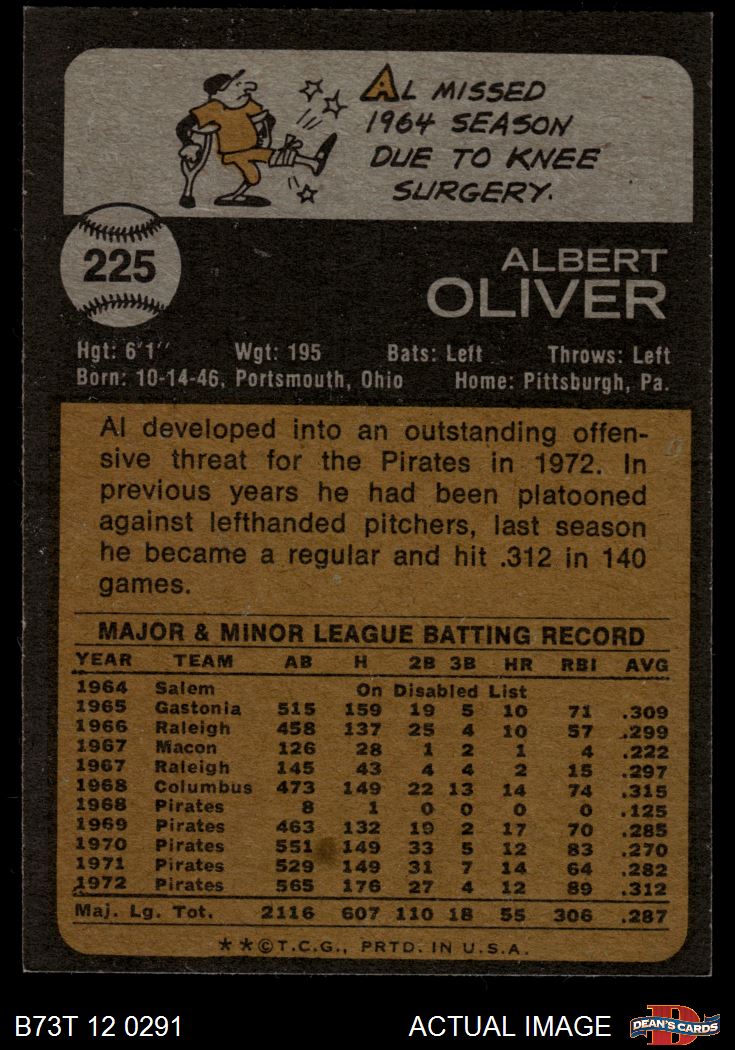 AL MISSED
1964 SEASON
DUE TO KNEE
SURGERY.
225
ALBERT
OLIVER
Hgt: 6'1" Wgt: 195 Bats: Left Throws: Left
Born: 10-14-46, Portsmouth, Ohio Home: Pittsburgh, Pa.
Al developed into an outstanding offen-
sive threat for the Pirates in 1972. In
previous years he had been platooned
against lefthanded pitchers, last season
he became a regular and hit .312 in 140
games.
MAJOR & MINOR LEAGUE BATTING RECORD
YEAR TEAM AB H 2B 3B HR RBI AVG
1964 Salem On Disabled List
1965 Gastonia 515 159 19 5 10 71 .309
1966 Raleigh 458 137 25 4 10 57 .299
1967 Macon 126 28 1 2 1 4 .222
1967 Raleigh 145 43 4 4 2 15 .297
1968 Columbus 473 149 22 13 14 74 .315
1968 Pirates 8 1 0 0 0 0 .125
1969 Pirates 463 132 19 2 17 70 .285
1970 Pirates 551 149 33 5 12 83 .270
1971 Pirates 529 149 31 7 14 64 .282
1972 Pirates 565 176 27 4 12 89 .312
Maj. Lg. Tot. 2116 607 110 18 55 306 .287
**©T.C.G., PRTD. IN U.S.A.
B73T 12 0291 ACTUAL IMAGE DEAN'S CARDS